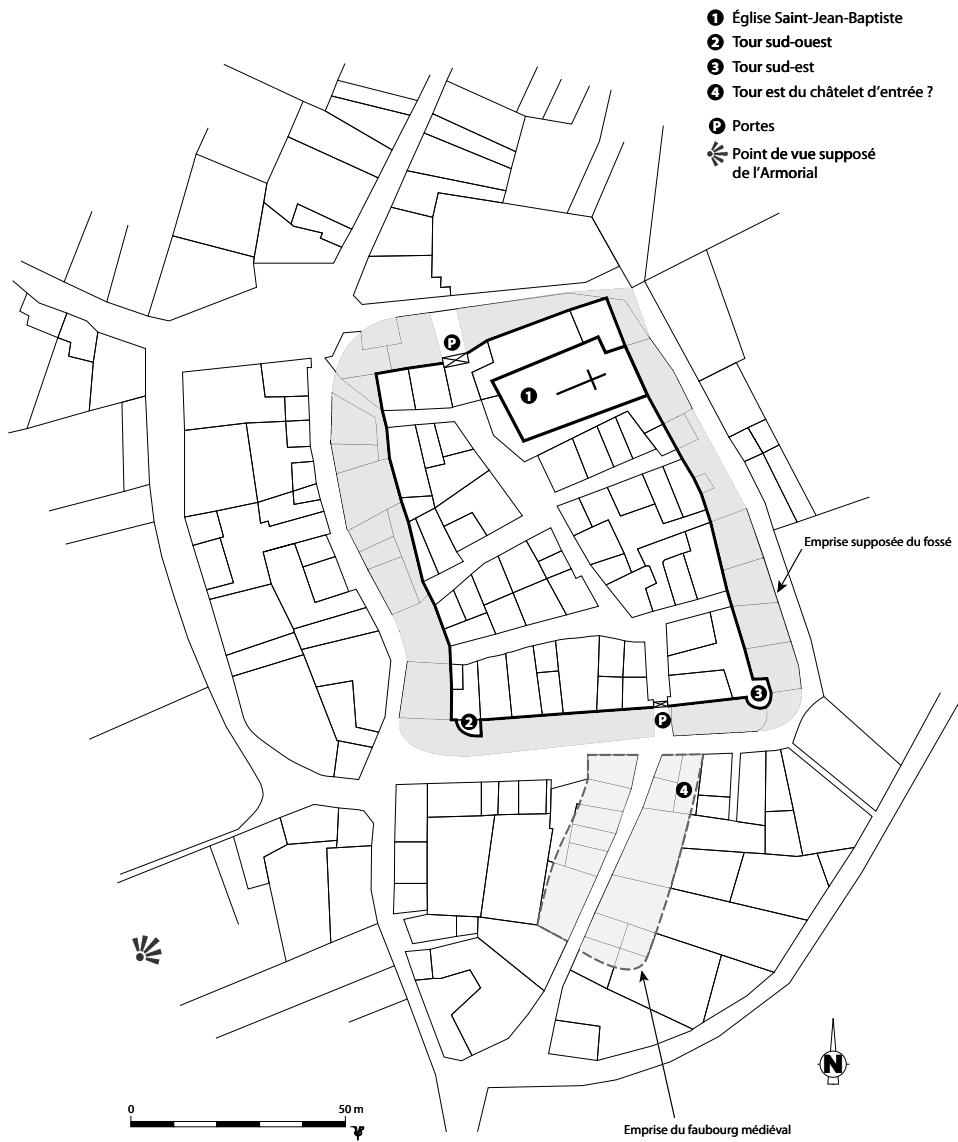 1 Église Saint-Jean-Baptiste
2 Tour sud-ouest
3 Tour sud-est
4 Tour est du châtelet d'entrée ?
P Portes
Point de vue supposé
de l'Armorial
P
1
Emprise supposée du fossé
3
2
P
4
N
0
50 m
Emprise du faubourg médiéval